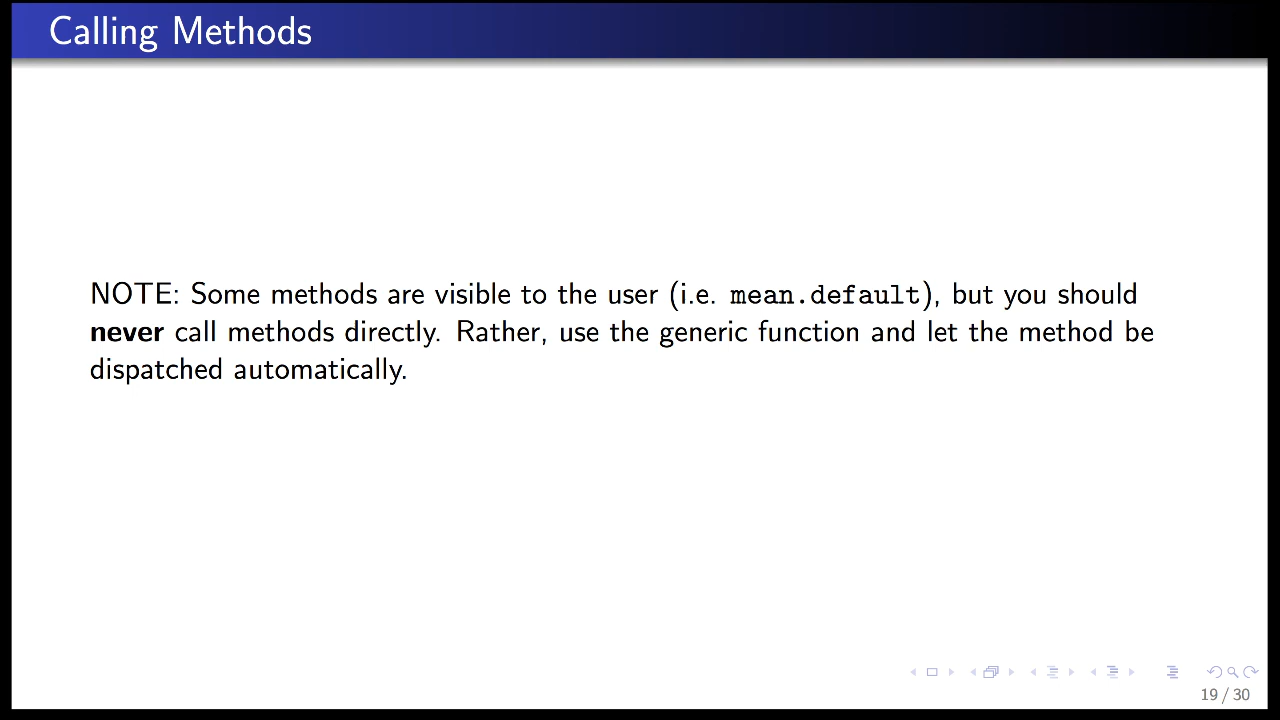 Calling Methods
NOTE: Some methods are visible to the user (i.e. mean.default), but you should
never call methods directly. Rather, use the generic function and let the method be
dispatched automatically.
19 / 30